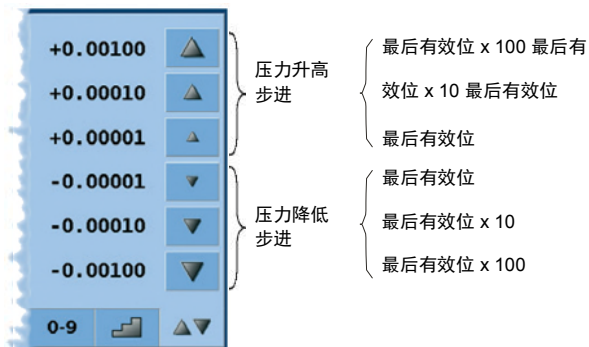 +0.00100
+0.00010
+0.00001
-0.00001
-0.00010
-0.00100
0-9
压力升高
步进
压力降低
步进
最后有效位 x 100 最后有
效位 x 10 最后有效位
最后有效位
最后有效位
最后有效位 x 10
最后有效位 x 100